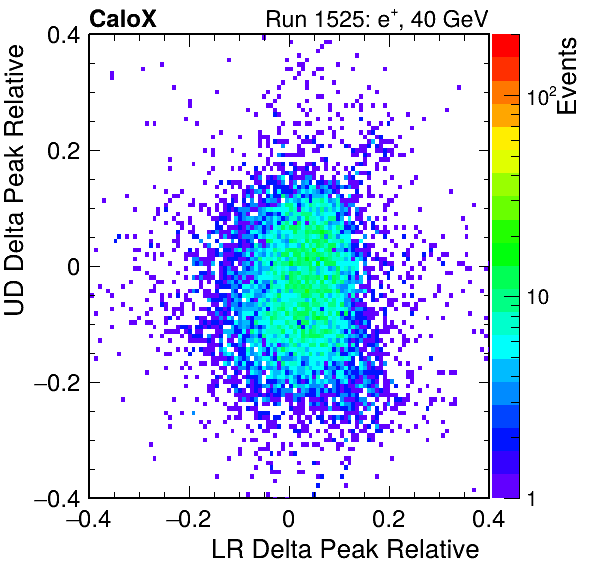 CaloX Run 1525: e⁺, 40 GeV
UD Delta Peak Relative
0.4
0.2
0
−0.2
−0.4
−0.4 −0.2 0 0.2 0.4
LR Delta Peak Relative
Events
10²
10
1